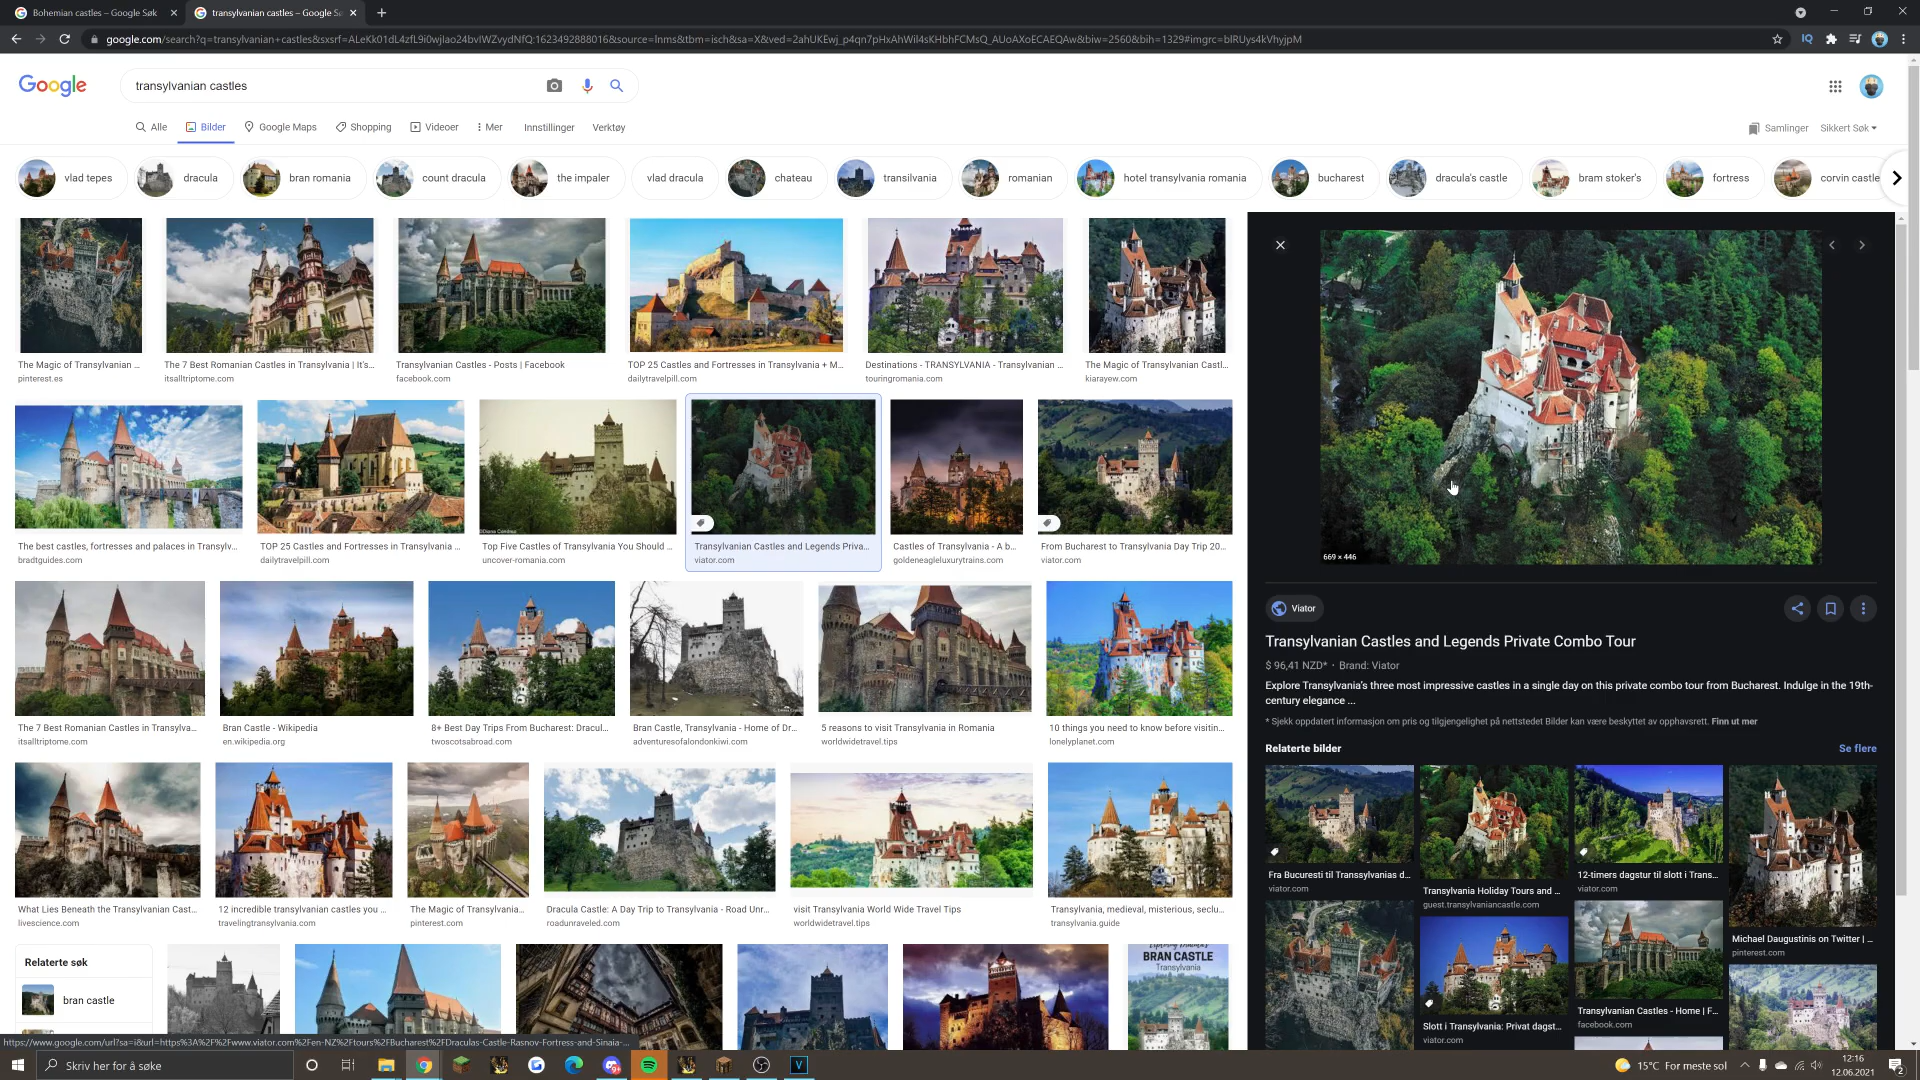 Bohemian castles – Google Søk
transylvanian castles – Google Sø
google.com/search?q=transylvanian+castles&sxsrf=ALeKk01dL4zfL9i0wjIao24bvIWZvydNfQ:1623492888016&source=lnms&tbm=isch&sa=X&ved=2ahUKEwj_p4qn7pHxAhWiI4sKHbhFCMsQ_AUoAXoECAEQAw&biw=2560&bih=1329#imgrc=blRUys4kVhyjpM
Google
transylvanian castles
Alle
Bilder
Google Maps
Shopping
Videoer
Mer
Innstillinger
Verktøy
Samlinger
Sikkert Søk
vlad tepes
dracula
bran romania
count dracula
the impaler
vlad dracula
chateau
transilvania
romanian
hotel transylvania romania
bucharest
dracula's castle
bram stoker's
fortress
corvin castle
The Magic of Transylvanian ...
pinterest.es
The 7 Best Romanian Castles in Transylvania | It's...
itsalltriptome.com
Transylvanian Castles - Posts | Facebook
facebook.com
TOP 25 Castles and Fortresses in Transylvania + M...
dailytravelpill.com
Destinations - TRANSYLVANIA - Transylvanian ...
touringromania.com
The Magic of Transylvanian Castl...
kiarayew.com
The best castles, fortresses and palaces in Transylv...
bradtguides.com
TOP 25 Castles and Fortresses in Transylvania ...
dailytravelpill.com
Top Five Castles of Transylvania You Should ...
uncover-romania.com
Transylvanian Castles and Legends Priva...
viator.com
Castles of Transylvania - A b...
goldeneagleluxurytrains.com
From Bucharest to Transylvania Day Trip 20...
viator.com
The 7 Best Romanian Castles in Transylva...
itsalltriptome.com
Bran Castle - Wikipedia
en.wikipedia.org
8+ Best Day Trips From Bucharest: Dracul...
twoscotsabroad.com
Bran Castle, Transylvania - Home of Dr...
adventuresofalondonkiwi.com
5 reasons to visit Transylvania in Romania
worldwidetravel.tips
10 things you need to know before visitin...
lonelyplanet.com
What Lies Beneath the Transylvanian Cast...
livescience.com
12 incredible transylvanian castles you ...
travelingtransylvania.com
The Magic of Transylvania...
pinterest.com
Dracula Castle: A Day Trip to Transylvania - Road Unr...
roadunraveled.com
visit Transylvania World Wide Travel Tips
worldwidetravel.tips
Transylvania, medieval, misterious, seclu...
transylvania.guide
Relaterte søk
bran castle
BRAN CASTLE
Transylvania
669 × 446
Viator
Transylvanian Castles and Legends Private Combo Tour
$ 96,41 NZD* · Brand: Viator
Explore Transylvania's three most impressive castles in a single day on this private combo tour from Bucharest. Indulge in the 19th-
century elegance ...
* Sjekk oppdatert informasjon om pris og tilgjengelighet på nettstedet Bilder kan være beskyttet av opphavsrett. Finn ut mer
Relaterte bilder
Se flere
Fra Bucuresti til Transsylvanias d...
viator.com
Transylvania Holiday Tours and ...
guest.transylvaniancastle.com
12-timers dagstur til slott i Trans...
viator.com
Michael Daugustinis on Twitter | ...
pinterest.com
Slott i Transylvania: Privat dagst...
viator.com
Transylvanian Castles - Home | F...
facebook.com
https://www.google.com/url?sa=i&url=https%3A%2F%2Fwww.viator.com%2Fen-NZ%2Ftours%2FBucharest%2FDraculas-Castle-Rasnov-Fortress-and-Sinaia-...
Skriv her for å søke
15°C For meste sol
12:16
12.06.2021
2